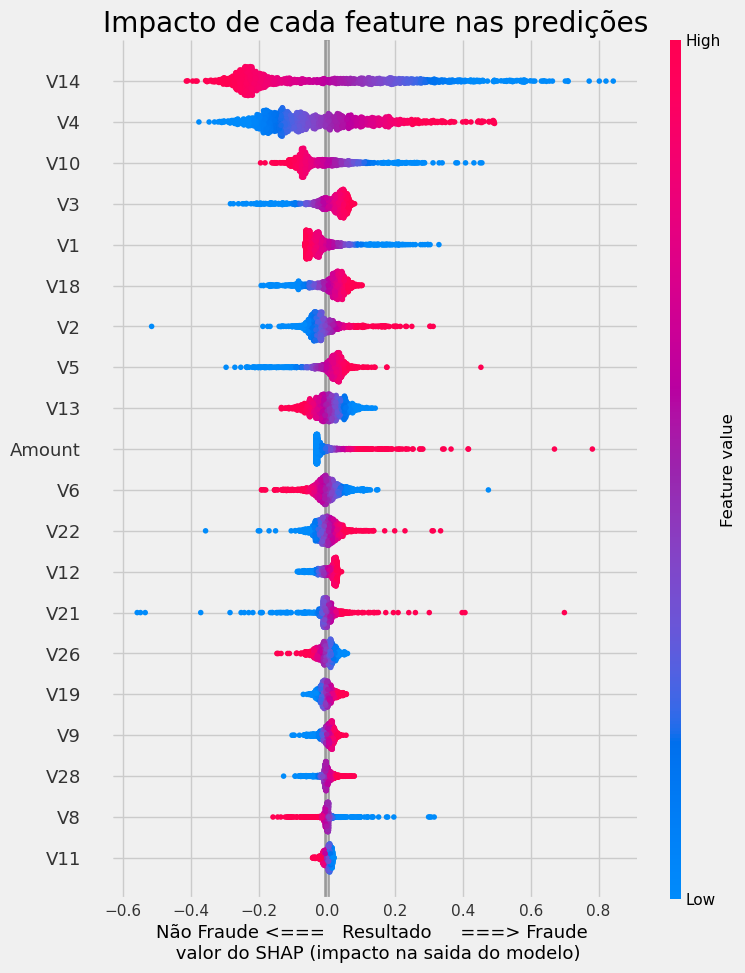 Impacto de cada feature nas predições
High
V14
V4
V10
V3
V1
V18
V2
V5
V13
Amount
V6
V22
V12
V21
V26
V19
V9
V28
V8
V11
Feature value
Low
−0.6 −0.4 −0.2 0.0 0.2 0.4 0.6 0.8
Não Fraude <=== Resultado ===> Fraude
valor do SHAP (impacto na saida do modelo)